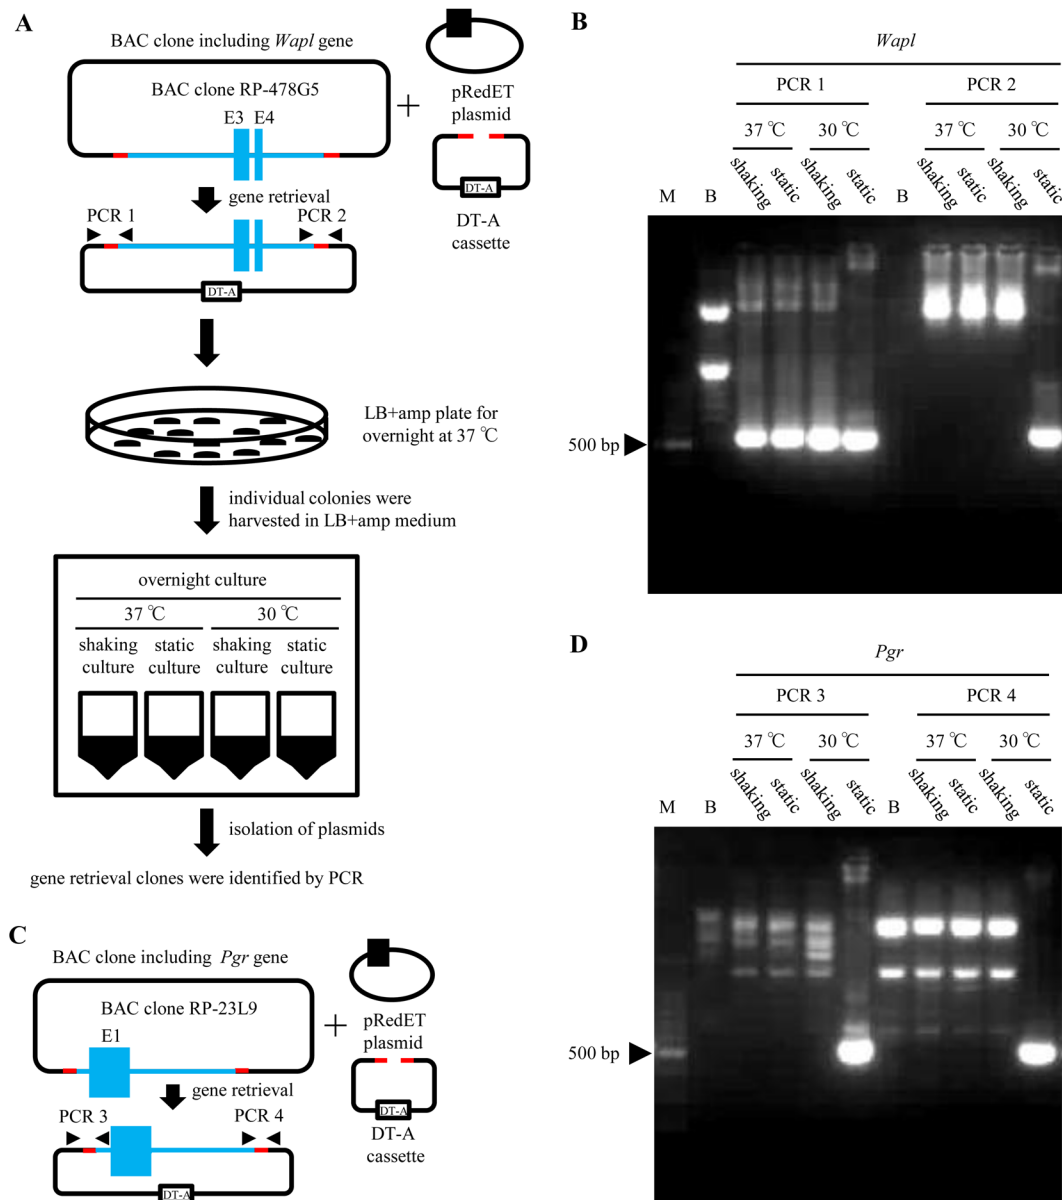 A
BAC clone including Wapl gene
BAC clone RP-478G5
E3 E4
+
pRedET
plasmid
DT-A
DT-A
cassette
gene retrieval
PCR 1
PCR 2
DT-A
LB+amp plate for
overnight at 37 ℃
individual colonies were
harvested in LB+amp medium
overnight culture
37 ℃ 30 ℃
shaking static shaking static
culture culture culture culture
isolation of plasmids
gene retrieval clones were identified by PCR
B
Wapl
PCR 1 PCR 2
37 ℃ 30 ℃ 37 ℃ 30 ℃
M B shaking static shaking static B shaking static shaking static
500 bp
C
BAC clone including Pgr gene
BAC clone RP-23L9
E1
+
pRedET
plasmid
DT-A
DT-A
cassette
gene retrieval
PCR 3
PCR 4
DT-A
D
Pgr
PCR 3 PCR 4
37 ℃ 30 ℃ 37 ℃ 30 ℃
M B shaking static shaking static B shaking static shaking static
500 bp